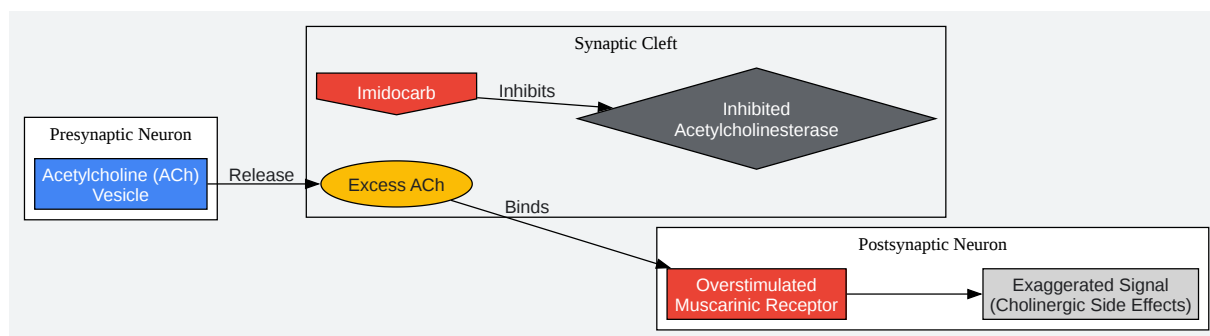 Synaptic Cleft
Imidocarb
Inhibits
Inhibited
Acetylcholinesterase
Presynaptic Neuron
Acetylcholine (ACh)
Vesicle
Release
Excess ACh
Binds
Postsynaptic Neuron
Overstimulated
Muscarinic Receptor
Exaggerated Signal
(Cholinergic Side Effects)